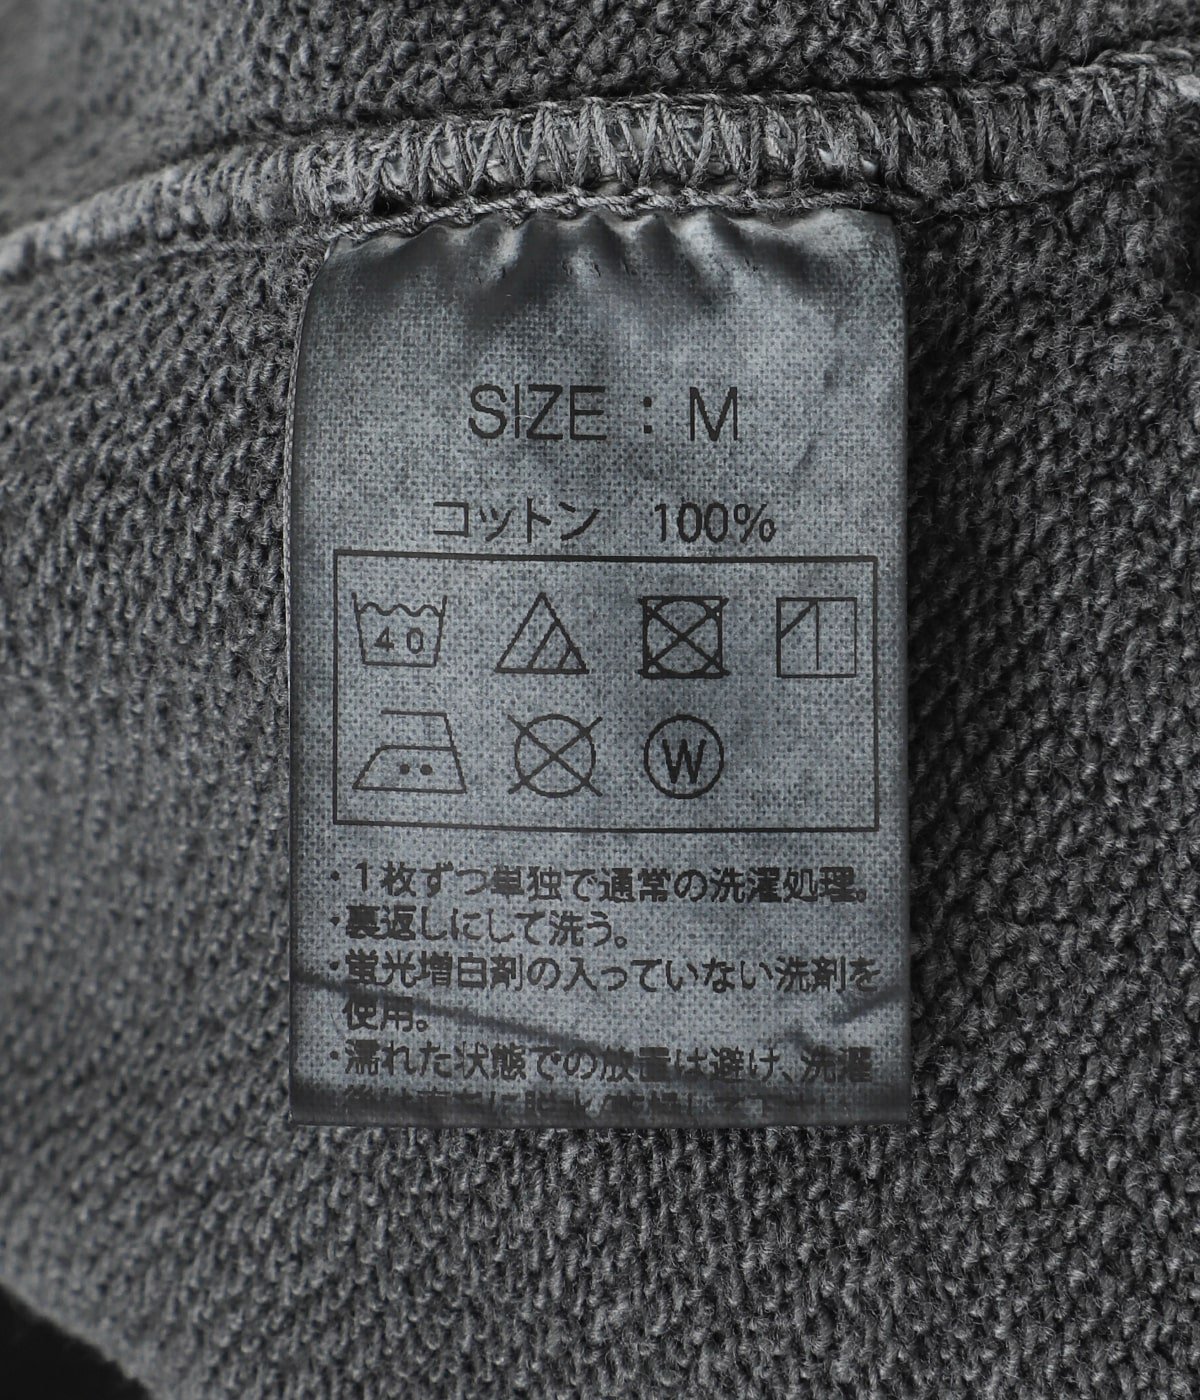 SIZE : M
コットン 100%
40
W
・1枚ずつ単独で通常の洗濯処理。
・裏返しにして洗う。
・蛍光増白剤の入っていない洗剤を
使用。
・濡れた状態での放置は避け、洗濯